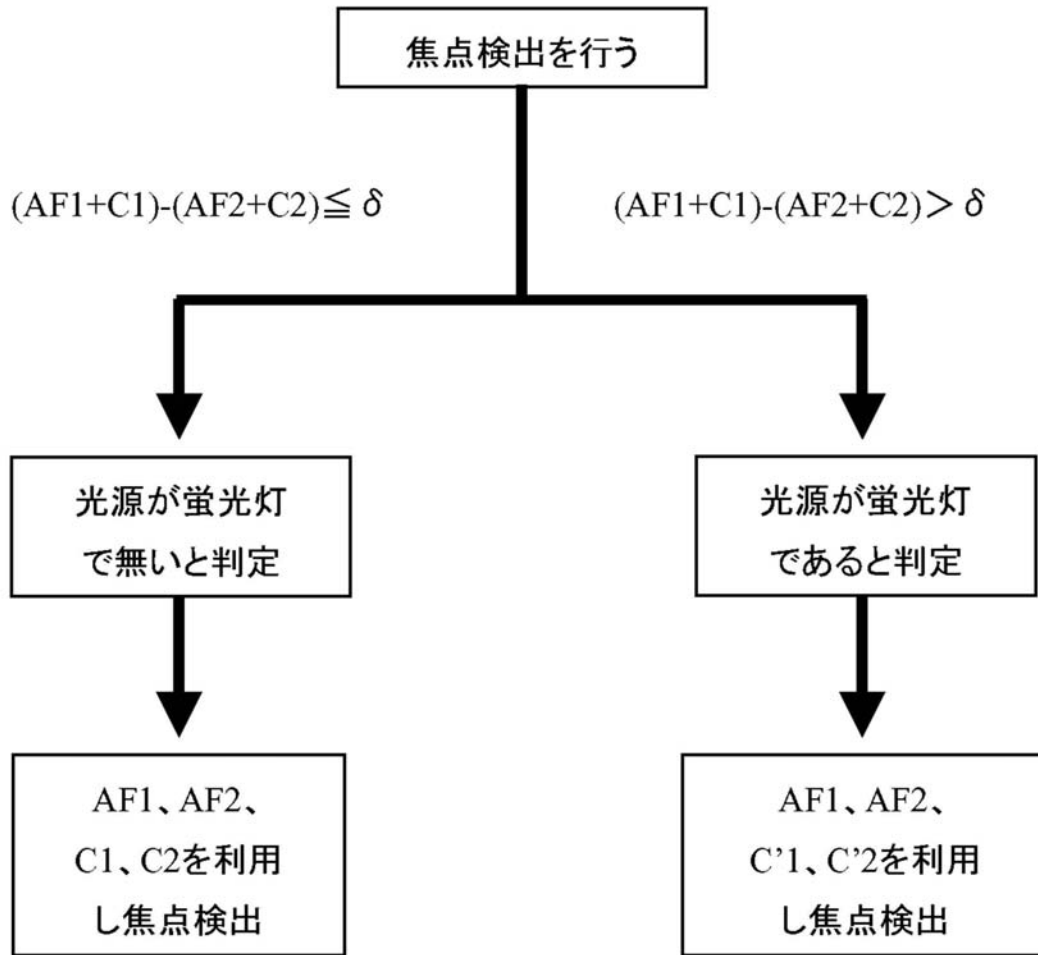 焦点検出を行う
(AF1+C1)-(AF2+C2)≦δ
(AF1+C1)-(AF2+C2)>δ
光源が蛍光灯
で無いと判定
光源が蛍光灯
であると判定
AF1、AF2、
C1、C2を利用
し焦点検出
AF1、AF2、
C’1、C’2を利用
し焦点検出